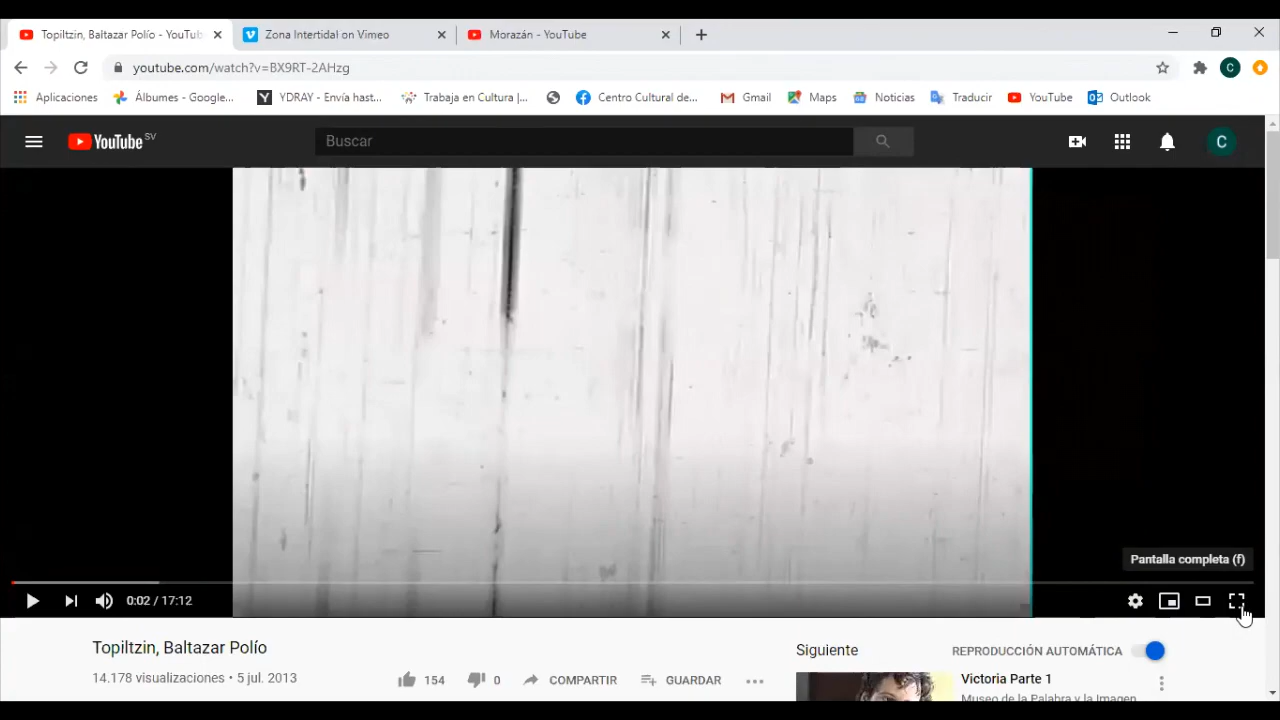 Topiltzin, Baltazar Polío - YouTub
Zona Intertidal on Vimeo
Morazán - YouTube
youtube.com/watch?v=BX9RT-2AHzg
C
Aplicaciones
Álbumes - Google...
YDRAY - Envía hast...
Trabaja en Cultura |...
Centro Cultural de...
Gmail
Maps
Noticias
Traducir
YouTube
Outlook
YouTube SV
Buscar
C
Pantalla completa (f)
0:02 / 17:12
Topiltzin, Baltazar Polío
14.178 visualizaciones • 5 jul. 2013
154
0
COMPARTIR
GUARDAR
Siguiente
REPRODUCCIÓN AUTOMÁTICA
Victoria Parte 1
Museo de la Palabra y la Imagen